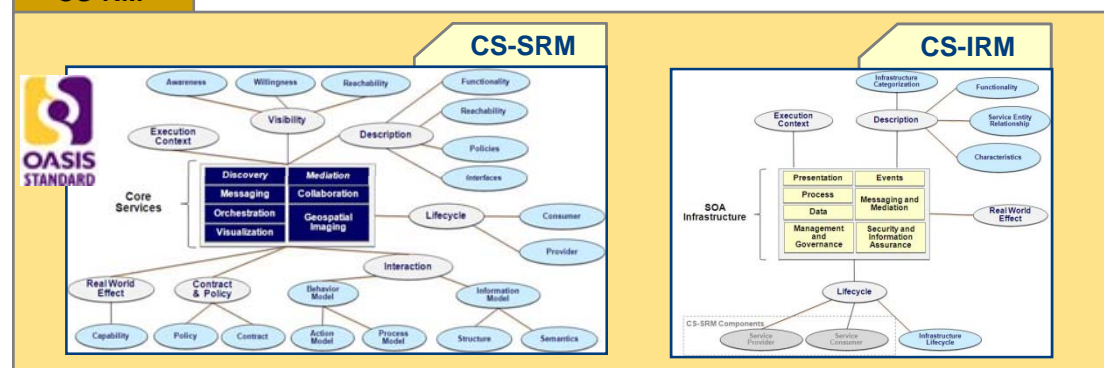 CS-RM
CS-SRM
OASIS
STANDARD
Awareness
Willingness
Reachability
Functionality
Visibility
Reachability
Execution
Context
Description
Policies
Interfaces
Core
Services
Discovery
Mediation
Messaging
Collaboration
Orchestration
Geospatial
Imaging
Visualization
Lifecycle
Consumer
Provider
Interaction
Real World
Effect
Contract
& Policy
Behavior
Model
Information
Model
Capability
Policy
Contract
Action
Model
Process
Model
Structure
Semantics
CS-IRM
Infrastructure
Categorization
Functionality
Execution
Context
Description
Service Entity
Relationship
Characteristics
SOA
Infrastructure
Presentation
Events
Process
Messaging and
Mediation
Data
Management
and
Governance
Security and
Information
Assurance
Real World
Effect
Lifecycle
CS-SRM Components
Service
Provider
Service
Consumer
Infrastructure
Lifecycle